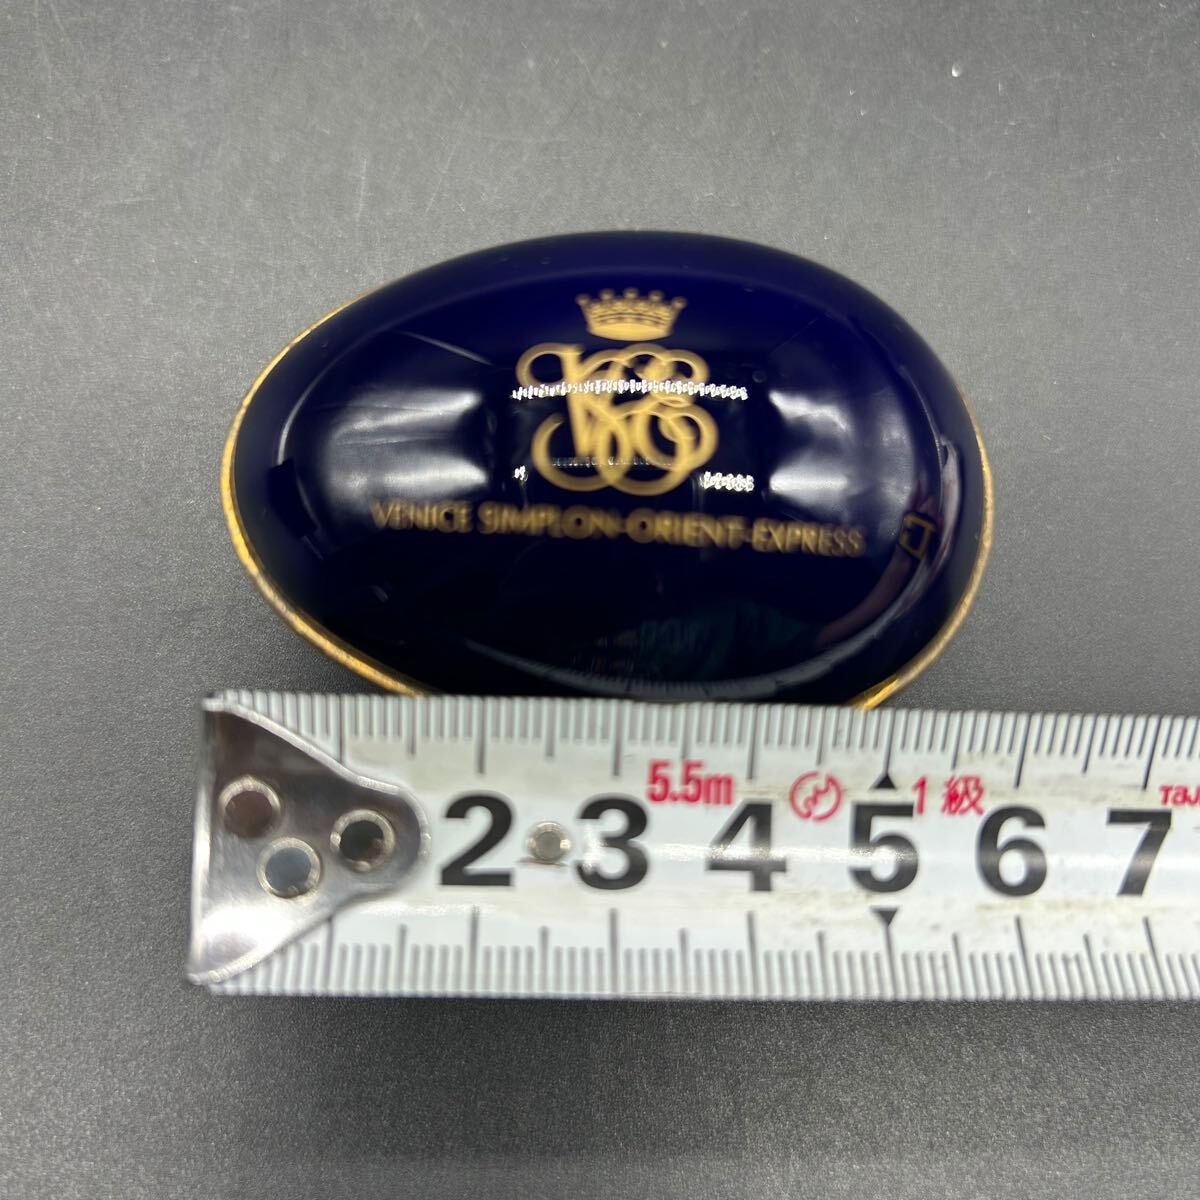 VENICE SIMPLON-ORIENT-EXPRESS
5.5m 1級
2 3 4 5 6 7